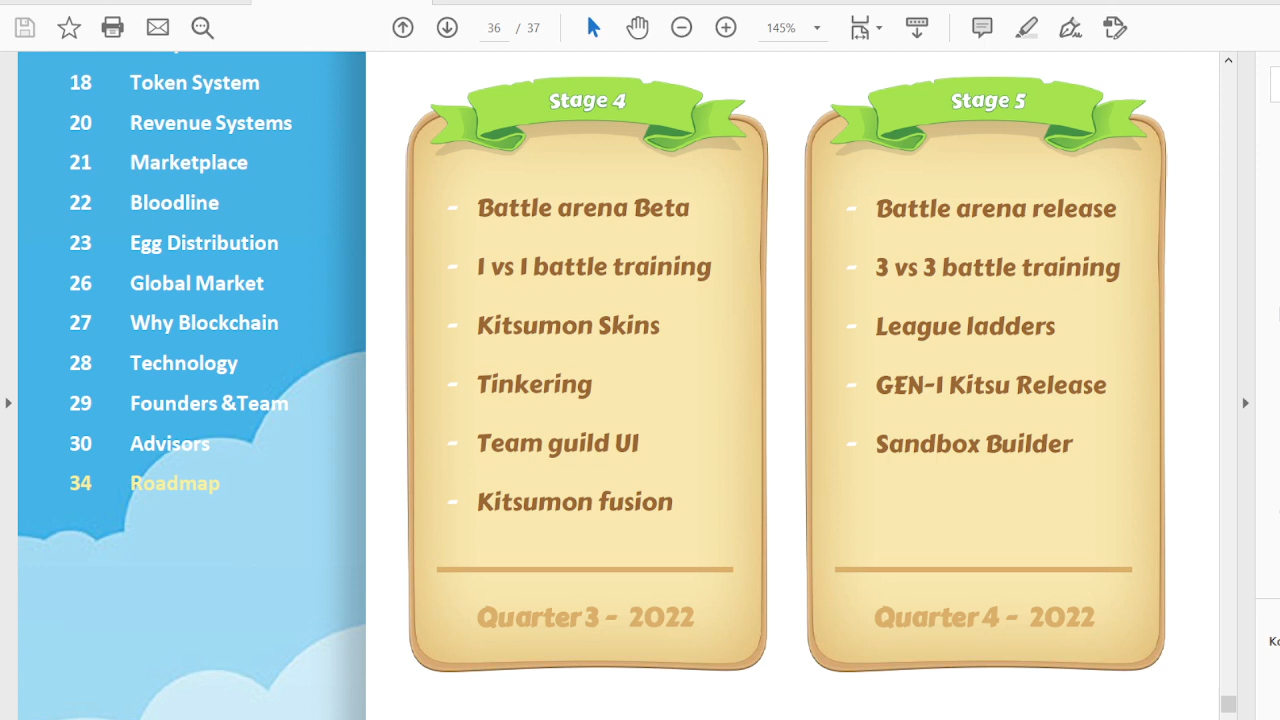 36 / 37
145%
18 Token System
20 Revenue Systems
21 Marketplace
22 Bloodline
23 Egg Distribution
26 Global Market
27 Why Blockchain
28 Technology
29 Founders &Team
30 Advisors
34 Roadmap
Stage 4
- Battle arena Beta
- 1 vs 1 battle training
- Kitsumon Skins
- Tinkering
- Team guild UI
- Kitsumon fusion
Quarter 3 - 2022
Stage 5
- Battle arena release
- 3 vs 3 battle training
- League ladders
- GEN-1 Kitsu Release
- Sandbox Builder
Quarter 4 - 2022